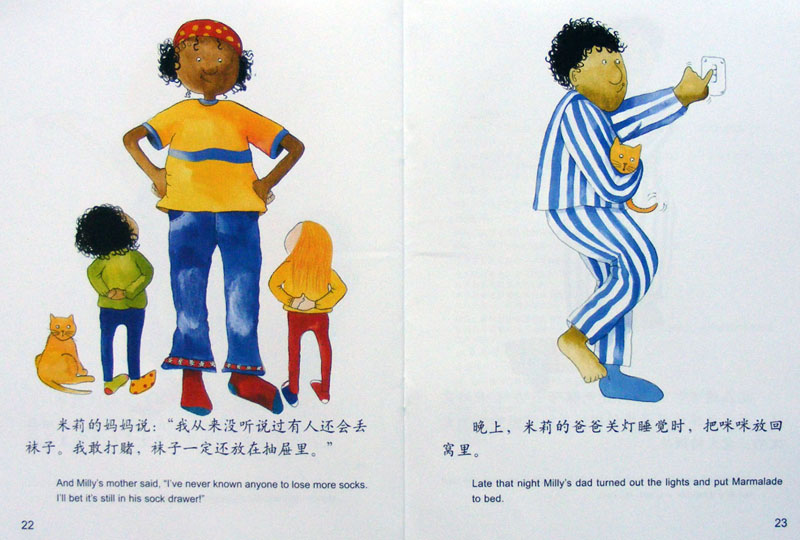 米莉的妈妈说:“我从来没听说过有人还会丢
袜子。我敢打赌，袜子一定还放在抽屉里。”
And Milly's mother said, "I've never known anyone to lose more socks.
I'll bet it's still in his sock drawer!"
22
晚上，米莉的爸爸关灯睡觉时，把咪咪放回
窝里。
Late that night Milly's dad turned out the lights and put Marmalade
to bed.
23